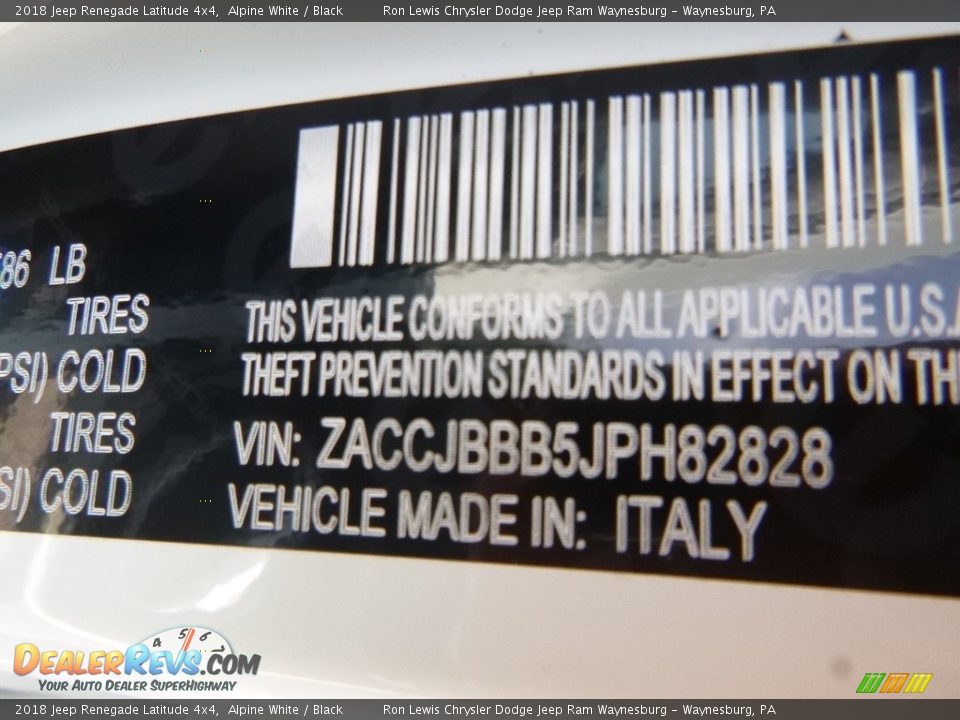 2018 Jeep Renegade Latitude 4x4,  Alpine White / Black        Ron Lewis Chrysler Dodge Jeep Ram Waynesburg - Waynesburg, PA
86 LB
TIRES
PSI) COLD
TIRES
SI) COLD
THIS VEHICLE CONFORMS TO ALL APPLICABLE U.S.A
THEFT PREVENTION STANDARDS IN EFFECT ON TH
VIN: ZACCJBBB5JPH82828
VEHICLE MADE IN: ITALY
4 5 6
DEALERREVS.COM
YOUR AUTO DEALER SUPERHIGHWAY
2018 Jeep Renegade Latitude 4x4,  Alpine White / Black        Ron Lewis Chrysler Dodge Jeep Ram Waynesburg - Waynesburg, PA